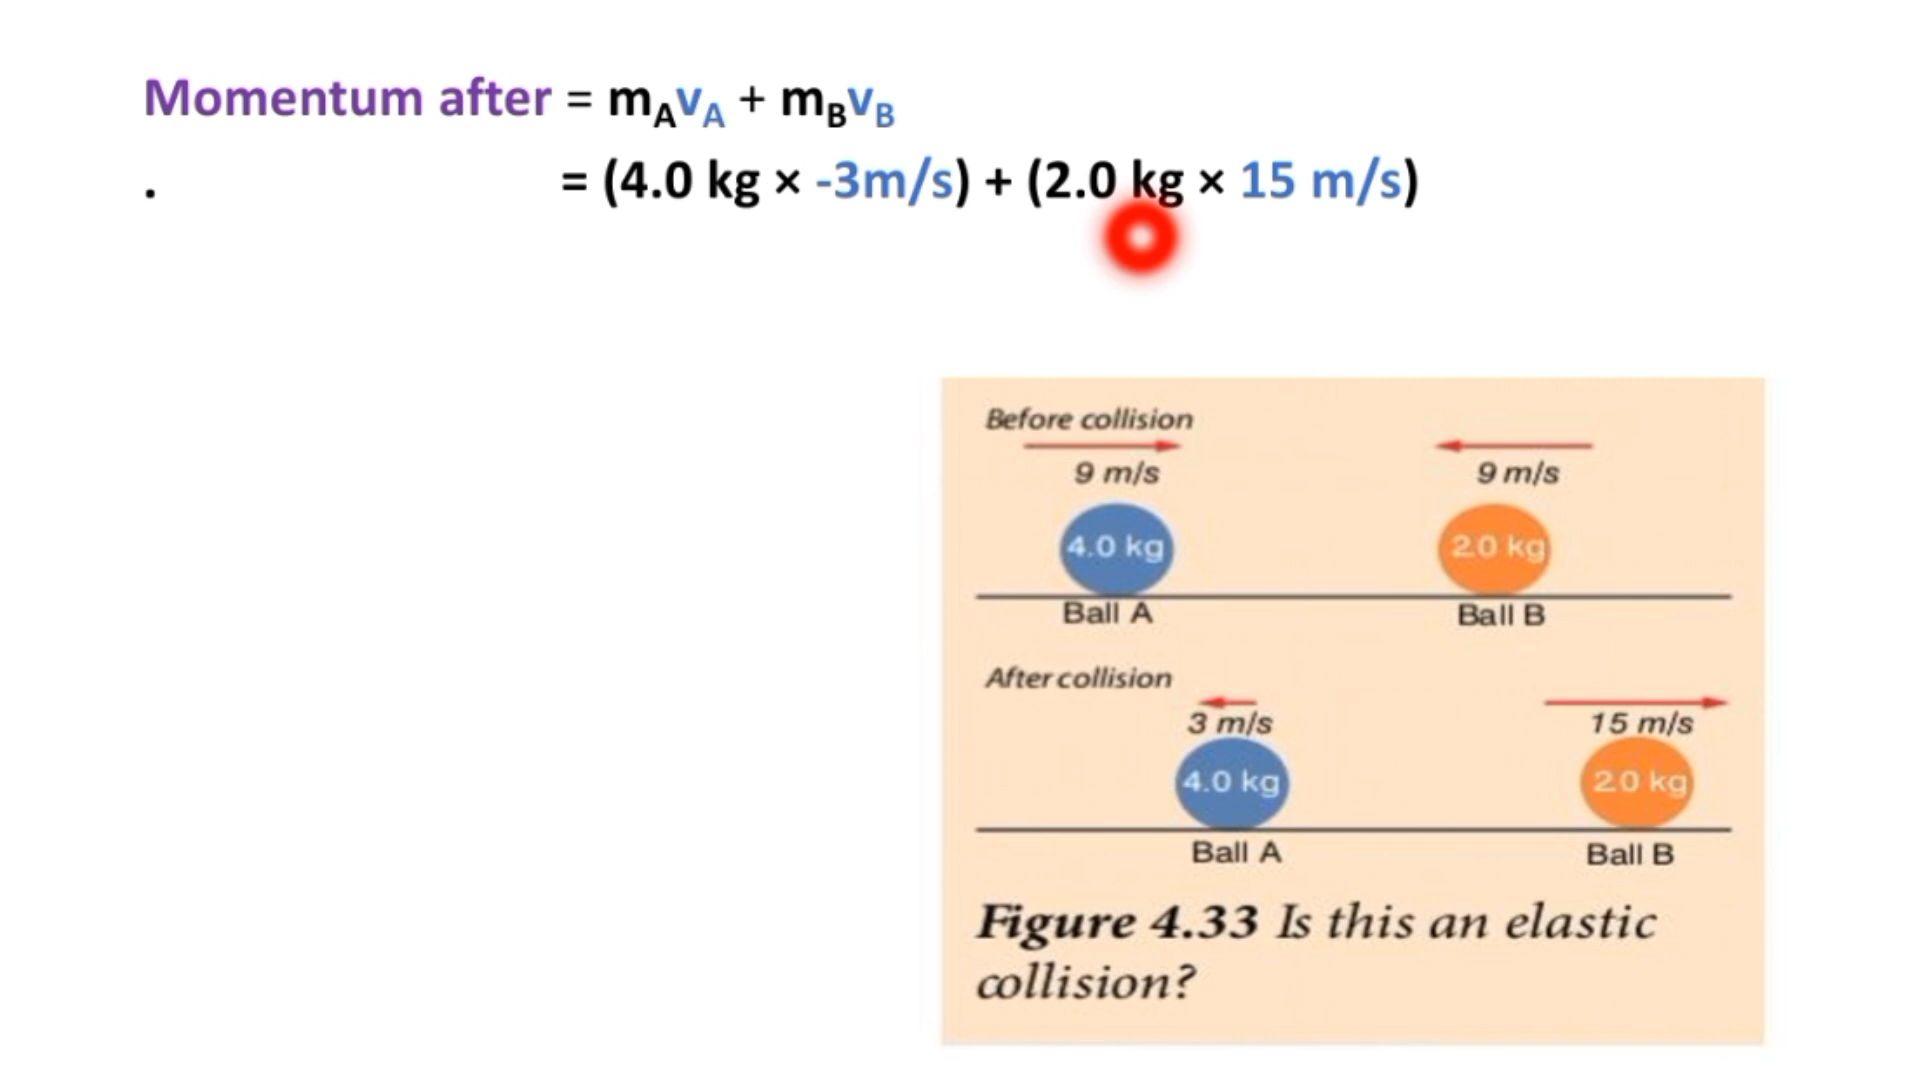 Momentum after = mAvA + mBvB
. = (4.0 kg × -3m/s) + (2.0 kg × 15 m/s)
Before collision
9 m/s 9 m/s
4.0 kg 2.0 kg
Ball A Ball B
After collision
3 m/s 15 m/s
4.0 kg 2.0 kg
Ball A Ball B
Figure 4.33 Is this an elastic
collision?